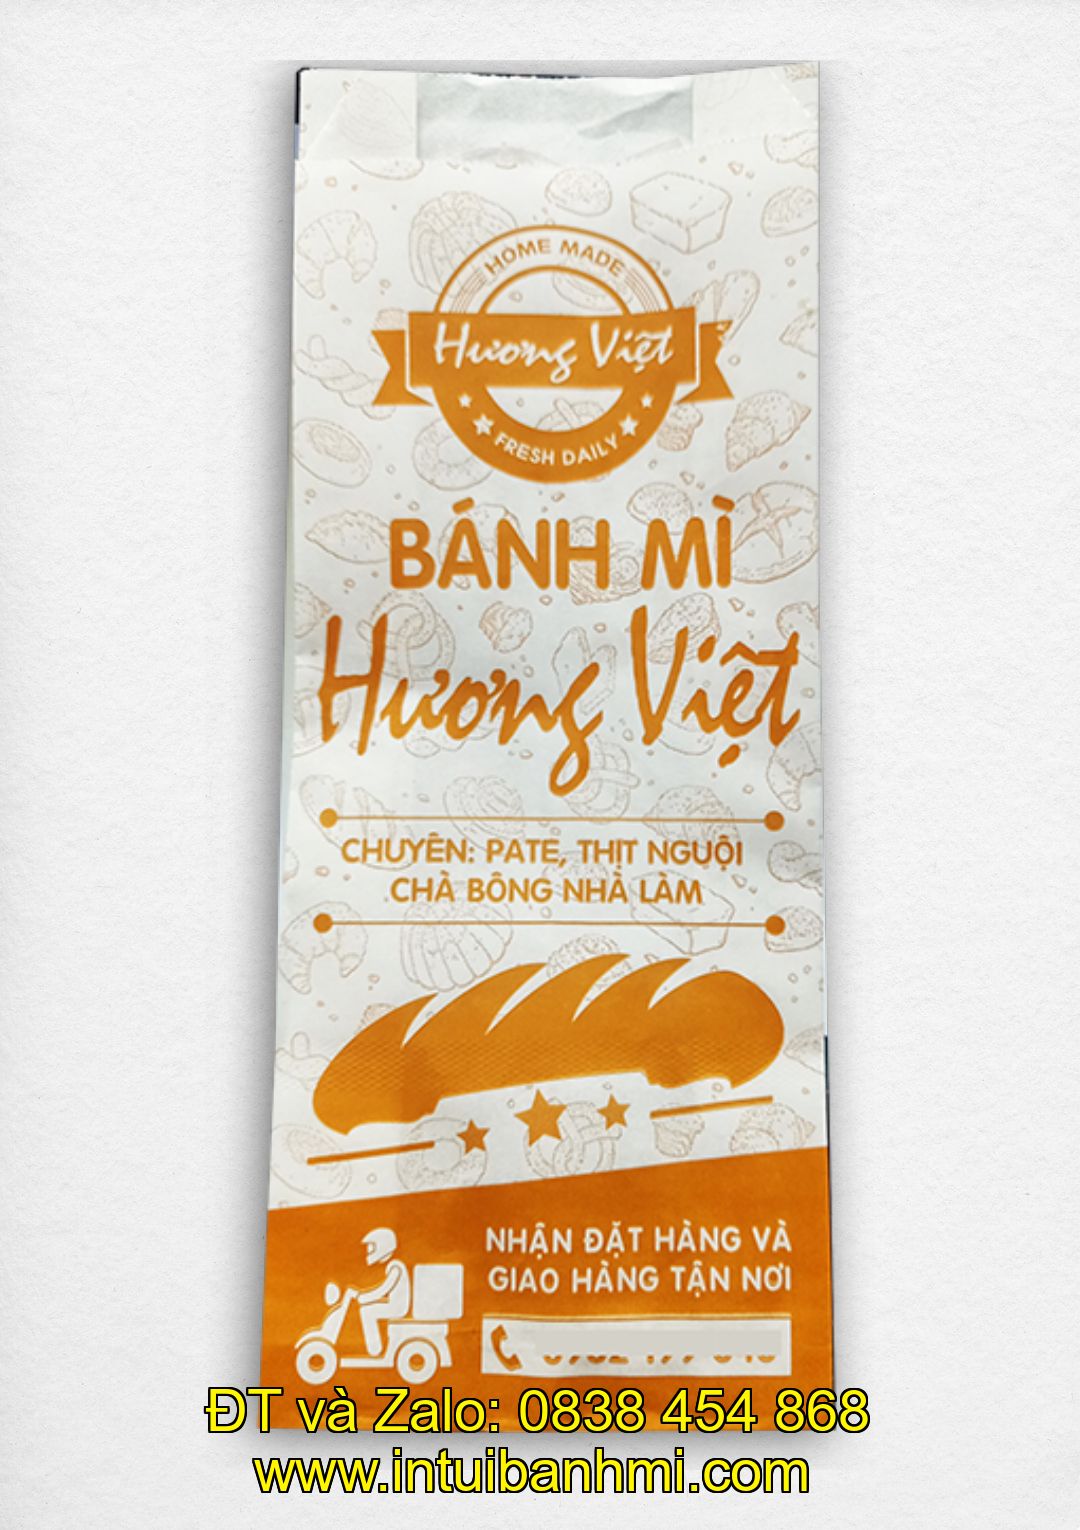 HOME MADE
Hương Việt
FRESH DAILY
BÁNH MÌ
Hương Việt
CHUYÊN: PATE, THỊT NGUỘI
CHÀ BÔNG NHÀ LÀM
NHẬN ĐẶT HÀNG VÀ
GIAO HÀNG TẬN NƠI
ĐT và Zalo: 0838 454 868
www.intuibanhmi.com